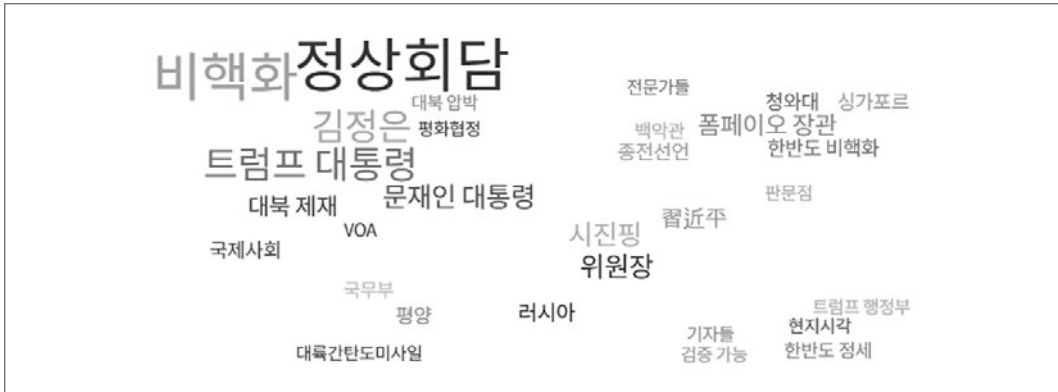 비핵화 정상회담
전문가들
대북 압박
청와대 싱가포르
김정은 평화협정
백악관 폼페이오 장관
종전선언 한반도 비핵화
트럼프 대통령
문재인 대통령
판문점
대북 제재
習近平
VOA
시진핑
국제사회
위원장
국무부
트럼프 행정부
평양
러시아
현지시각
기자들
대륙간탄도미사일
검증 가능 한반도 정세